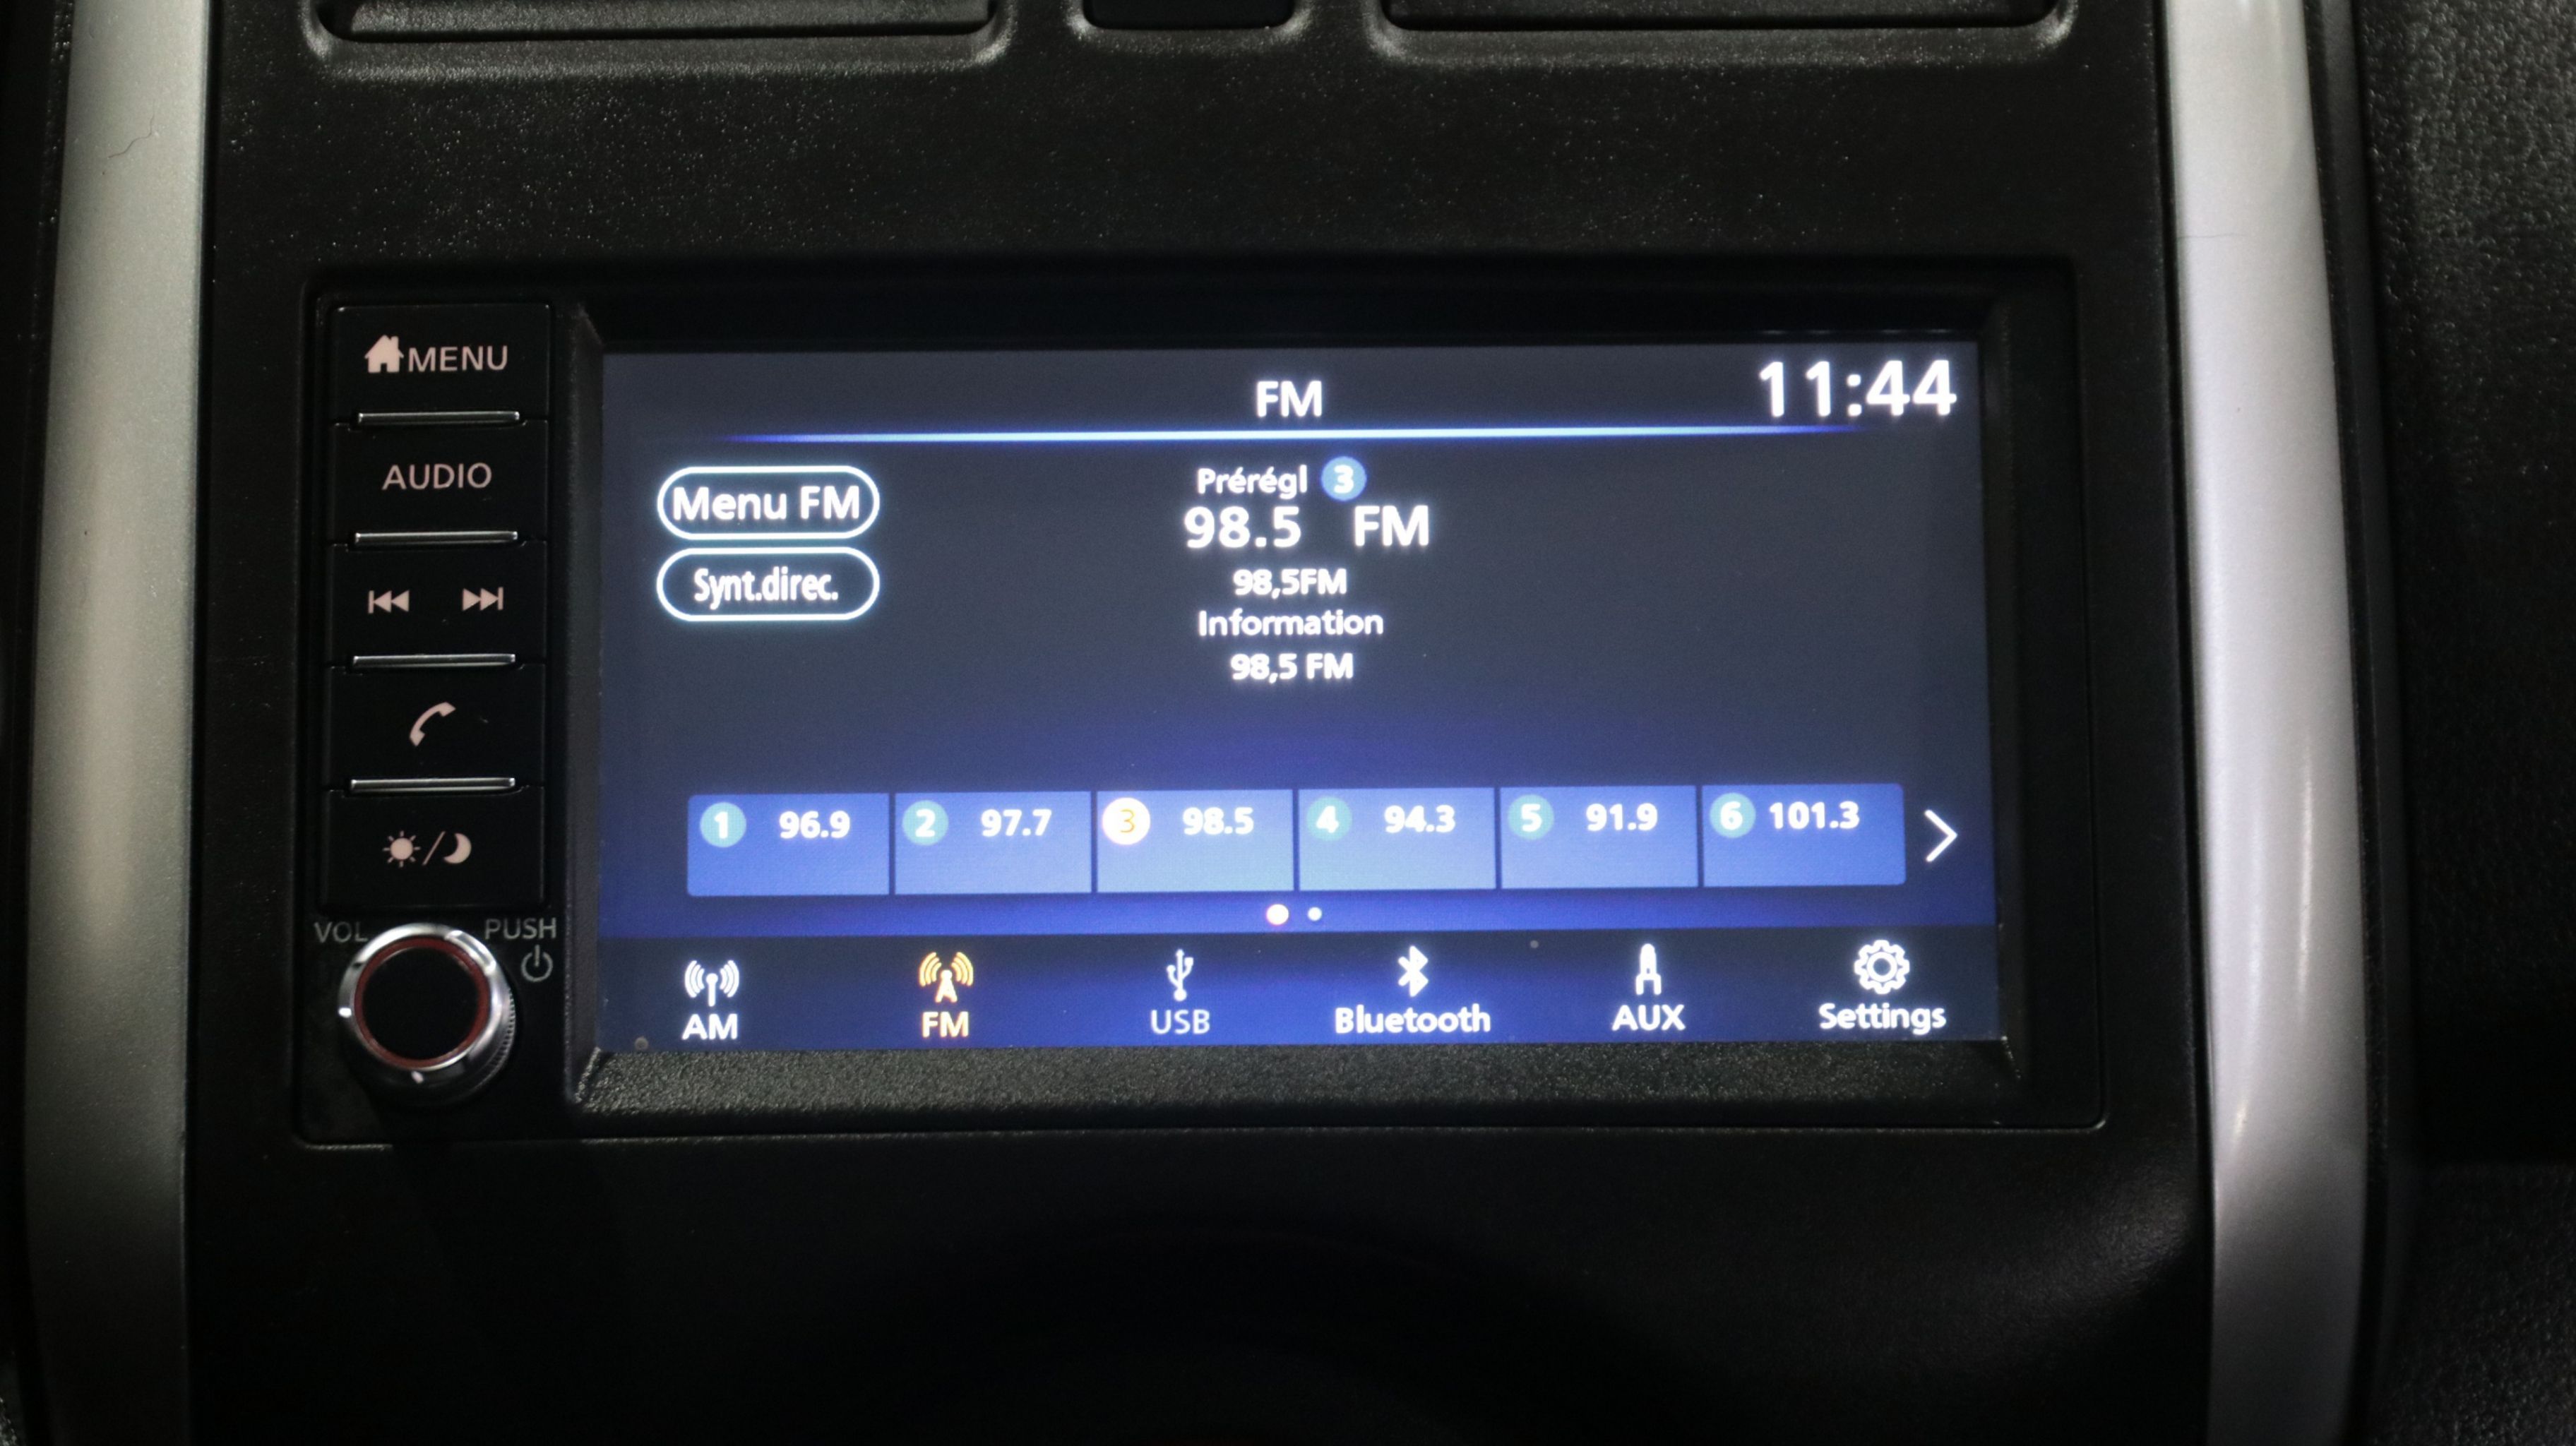 MENU
AUDIO
VOL PUSH
FM
11:44
Menu FM
Synt.direc.
Prérégl 3
98.5 FM
98,5FM
Information
98,5 FM
1 96.9 2 97.7 3 98.5 4 94.3 5 91.9 6 101.3
AM FM USB Bluetooth AUX Settings